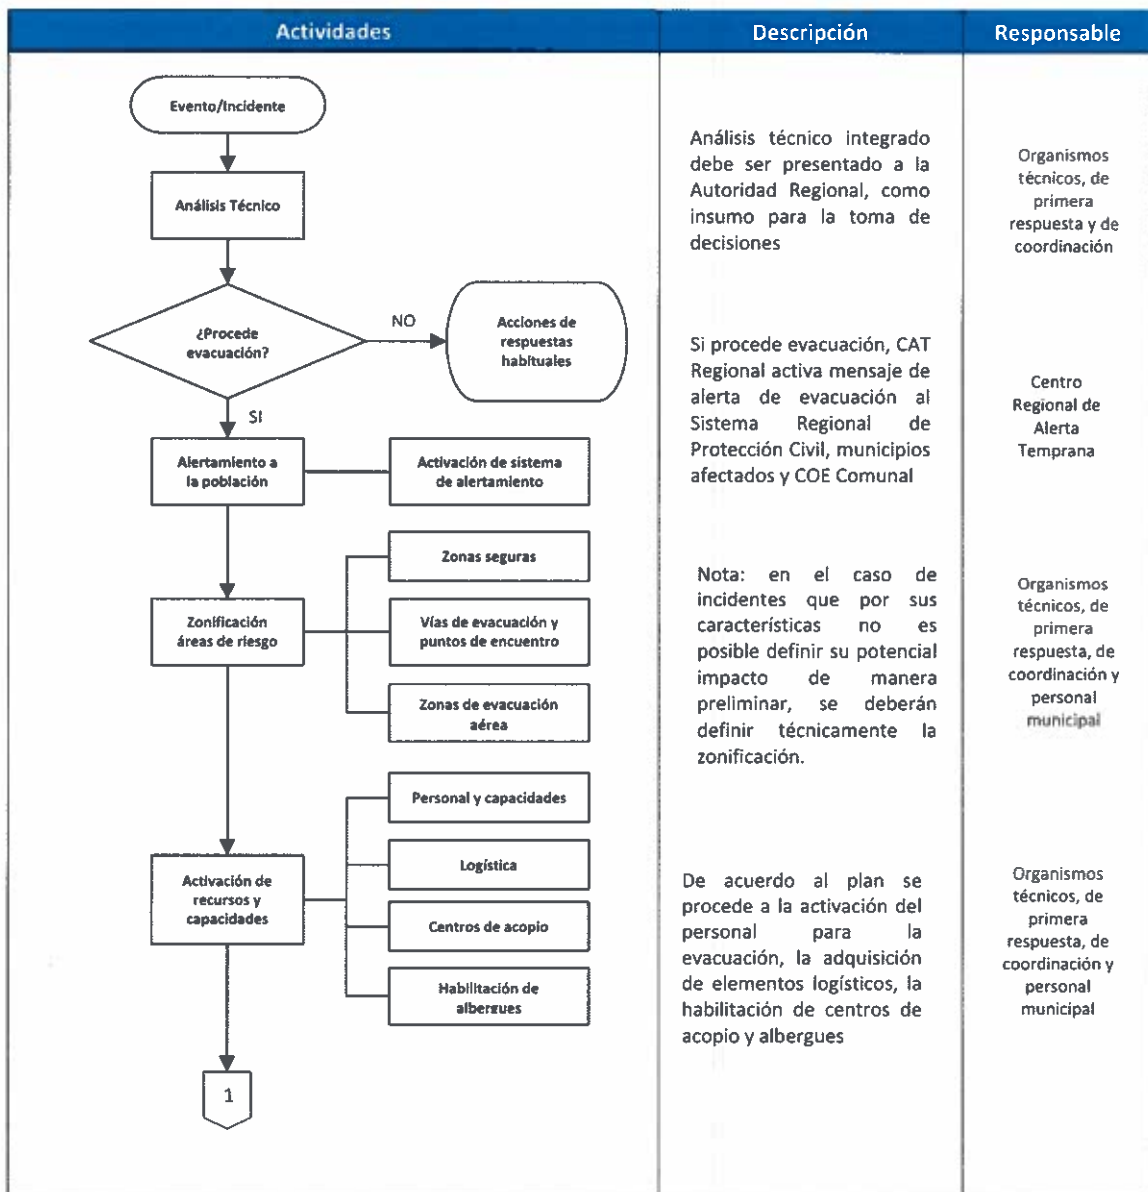 Actividades
Descripción
Responsable
Evento/Incidente
Análisis Técnico
¿Procede
evacuación?
NO
Acciones de
respuestas
habituales
SI
Alertamiento a
la población
Activación de sistema
de alertamiento
Zonas seguras
Zonificación
áreas de riesgo
Vías de evacuación y
puntos de encuentro
Zonas de evacuación
aérea
Personal y capacidades
Activación de
recursos y
capacidades
Logística
Centros de acopio
Habilitación de
albergues
1
Análisis técnico integrado
debe ser presentado a la
Autoridad Regional, como
insumo para la toma de
decisiones
Si procede evacuación, CAT
Regional activa mensaje de
alerta de evacuación al
Sistema Regional de
Protección Civil, municipios
afectados y COE Comunal
Nota: en el caso de
incidentes que por sus
características no es
posible definir su potencial
impacto de manera
preliminar, se deberán
definir técnicamente la
zonificación.
De acuerdo al plan se
procede a la activación del
personal para la
evacuación, la adquisición
de elementos logísticos, la
habilitación de centros de
acopio y albergues
Organismos
técnicos, de
primera
respuesta y de
coordinación
Centro
Regional de
Alerta
Temprana
Organismos
técnicos, de
primera
respuesta, de
coordinación y
personal
municipal
Organismos
técnicos, de
primera
respuesta, de
coordinación y
personal
municipal